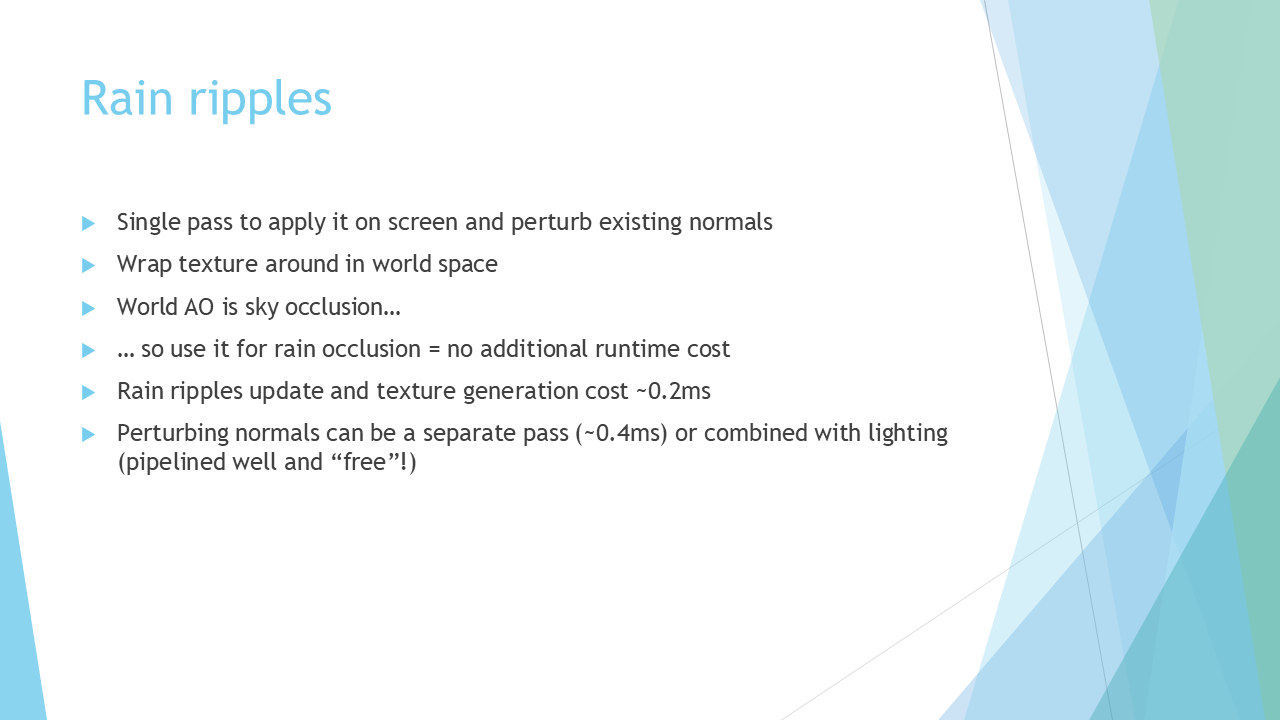 Rain ripples
Single pass to apply it on screen and perturb existing normals
Wrap texture around in world space
World AO is sky occlusion…
… so use it for rain occlusion = no additional runtime cost
Rain ripples update and texture generation cost ~0.2ms
Perturbing normals can be a separate pass (~0.4ms) or combined with lighting
(pipelined well and “free”!)